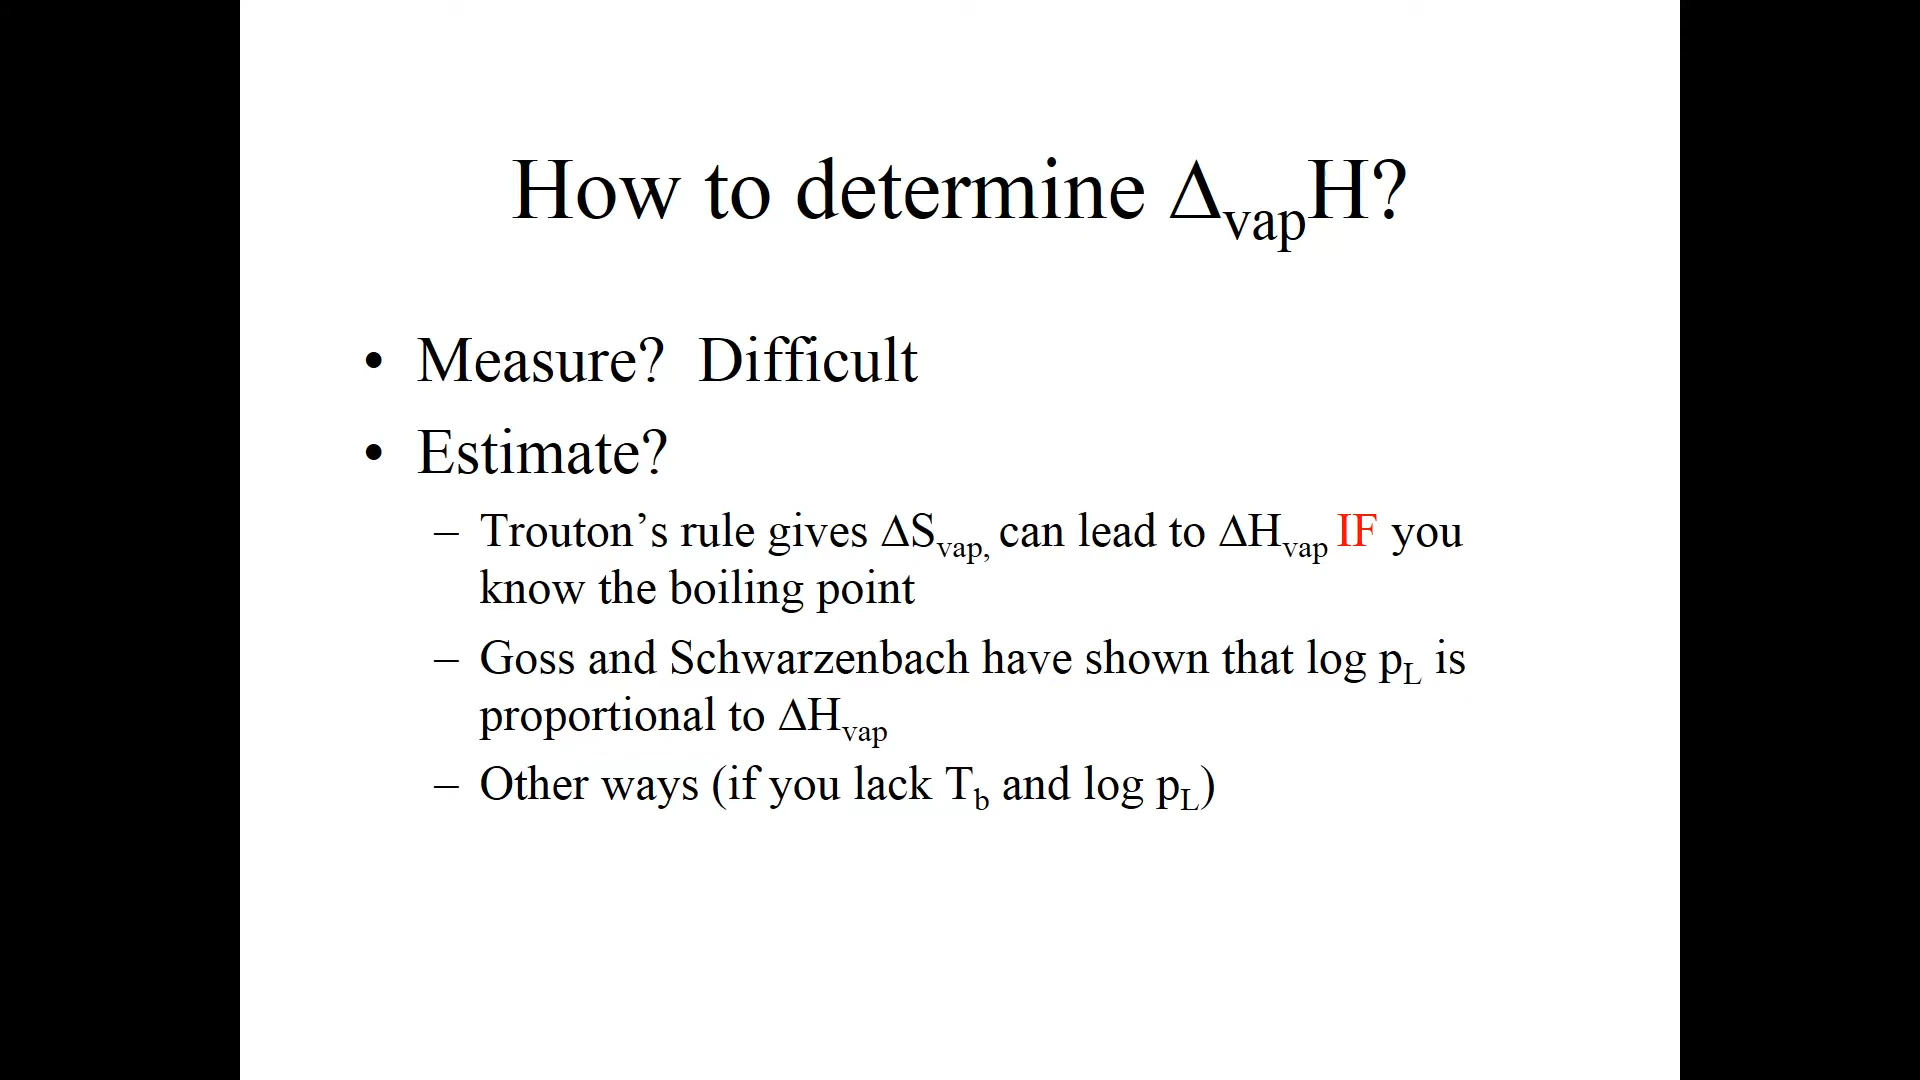 How to determine ΔvapH?
• Measure? Difficult
• Estimate?
– Trouton’s rule gives ΔSvap, can lead to ΔHvap IF you
know the boiling point
– Goss and Schwarzenbach have shown that log pL is
proportional to ΔHvap
– Other ways (if you lack Tb and log pL)